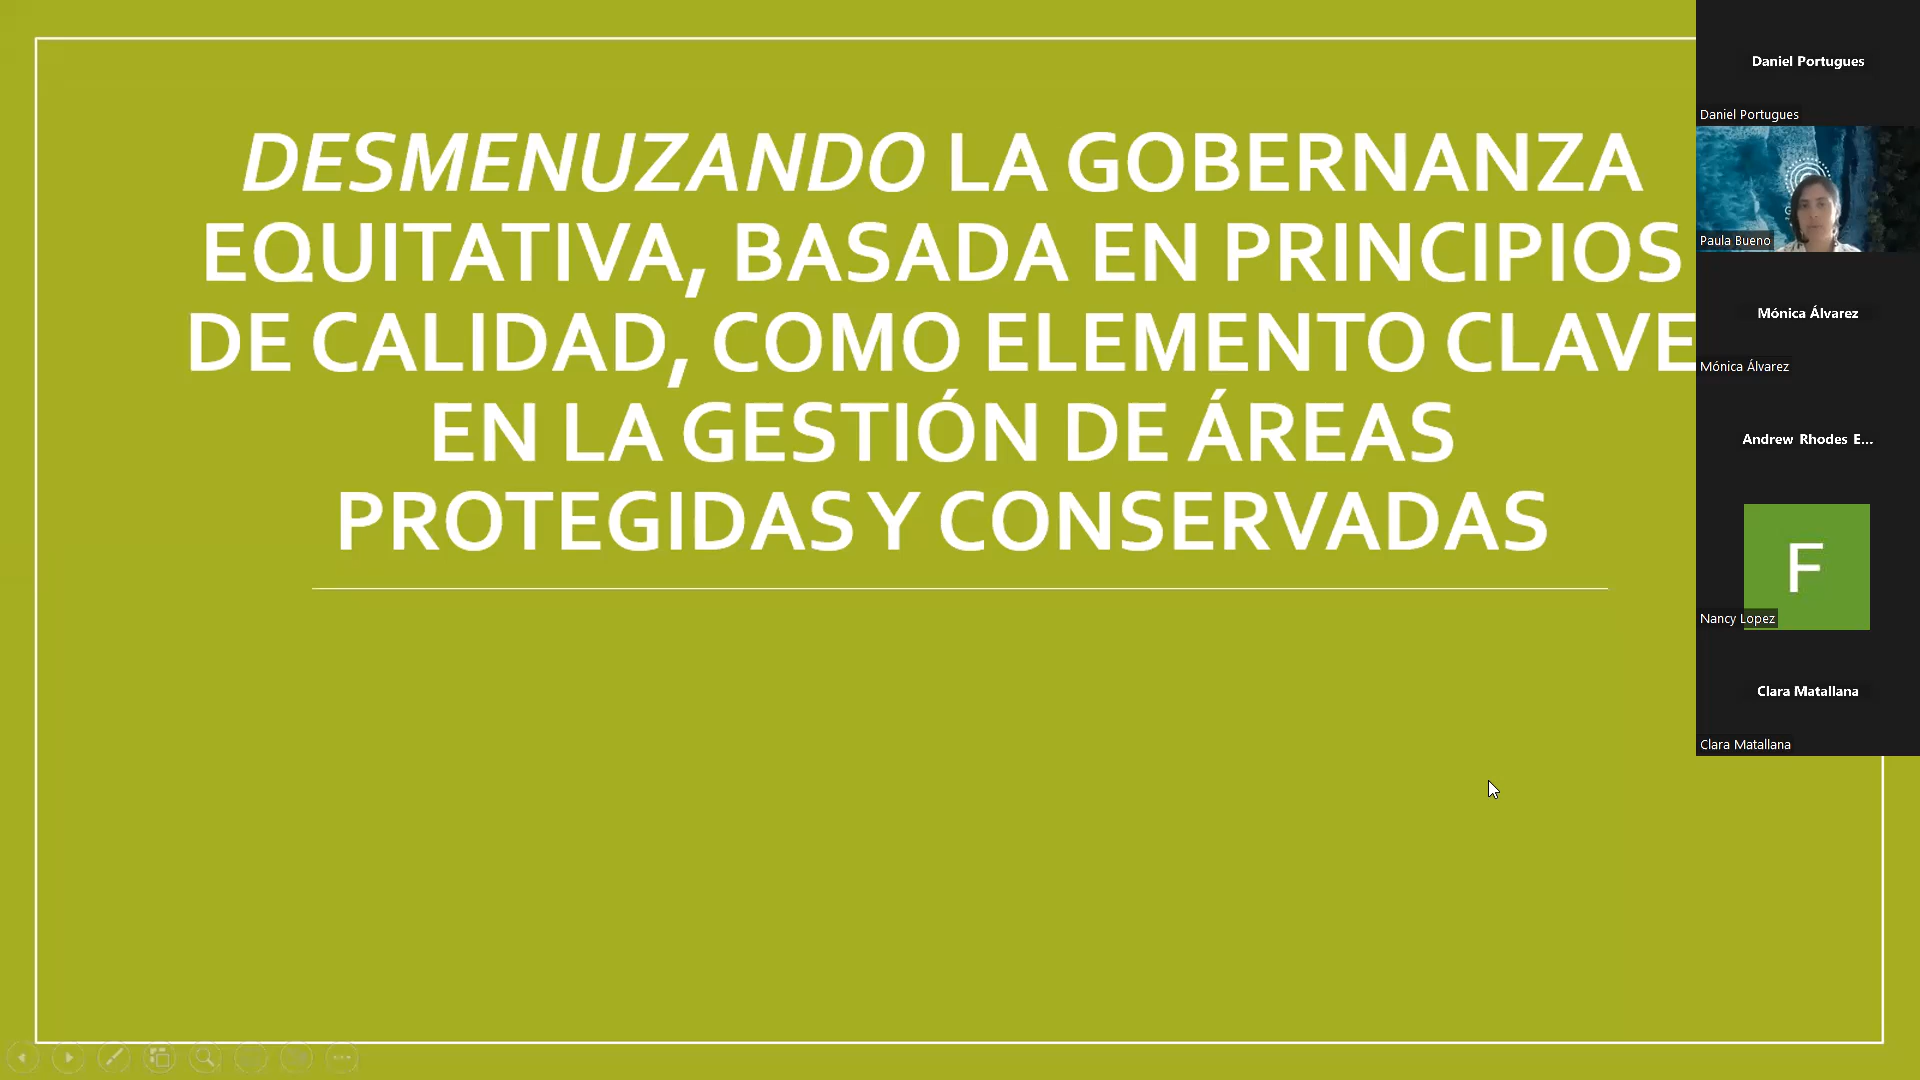 DESMENUZANDO LA GOBERNANZA
EQUITATIVA, BASADA EN PRINCIPIOS
DE CALIDAD, COMO ELEMENTO CLAVE
EN LA GESTIÓN DE ÁREAS
PROTEGIDAS Y CONSERVADAS
Daniel Portugues
Daniel Portugues
Paula Bueno
Mónica Álvarez
Mónica Álvarez
Andrew Rhodes E...
F
Nancy Lopez
Clara Matallana
Clara Matallana